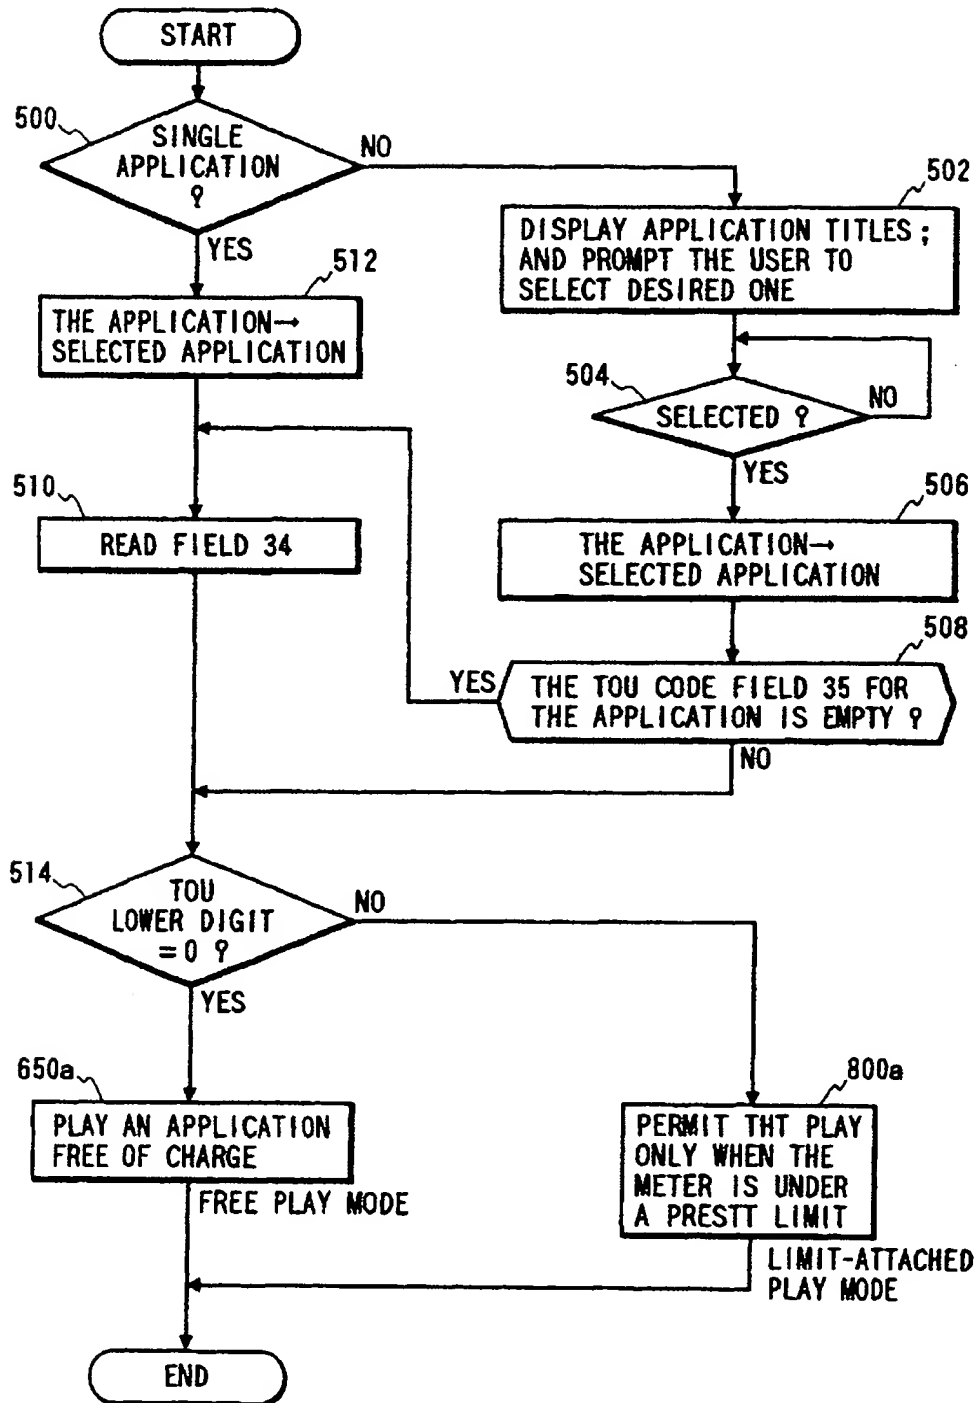 START
500
SINGLE
APPLICATION
?
NO
YES
502
DISPLAY APPLICATION TITLES;
AND PROMPT THE USER TO
SELECT DESIRED ONE
512
THE APPLICATION→
SELECTED APPLICATION
504
SELECTED ?
NO
YES
510
READ FIELD 34
506
THE APPLICATION→
SELECTED APPLICATION
508
YES
THE TOU CODE FIELD 35 FOR
THE APPLICATION IS EMPTY ?
NO
514
TOU
LOWER DIGIT
=0 ?
NO
YES
650a
PLAY AN APPLICATION
FREE OF CHARGE
FREE PLAY MODE
800a
PERMIT THT PLAY
ONLY WHEN THE
METER IS UNDER
A PRESTT LIMIT
LIMIT-ATTACHED
PLAY MODE
END